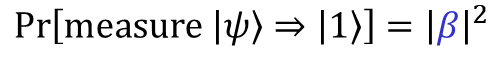 Pr[measure |ψ⟩ ⇒ |1⟩] = |β|²